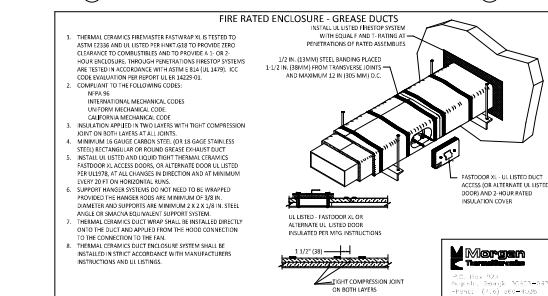 FIRE RATED ENCLOSURE - GREASE DUCTS
1. THERMAL CERAMICS FIREMASTER FASTWRAP XL IS TESTED TO
ASTM E2336 AND UL LISTED PER HNKT.G18 TO PROVIDE ZERO
CLEARANCE TO COMBUSTIBLES AND TO PROVIDE A 1- OR 2-
HOUR ENCLOSURE. THROUGH PENETRATIONS FIRESTOP SYSTEMS
ARE TESTED IN ACCORDANCE WITH ASTM E 814 (UL 1479). ICC
CODE EVALUATION PER REPORT UL ER 14229-01.
2. COMPLIANT TO THE FOLLOWING CODES:
NFPA 96
INTERNATIONAL MECHANICAL CODES
UNIFORM MECHANICAL CODE.
CALIFORNIA MECHANICAL CODE
3. INSULATION APPLIED IN TWO LAYERS WITH TIGHT COMPRESSION
JOINT ON BOTH LAYERS AT ALL JOINTS.
4. MINIMUM 16 GAUGE CARBON STEEL (OR 18 GAGE STAINLESS
STEEL) RECTANGULAR OR ROUND GREASE EXHAUST DUCT
5. INSTALL UL LISTED AND LIQUID TIGHT THERMAL CERAMICS
FASTDOOR XL ACCESS DOORS, OR ALTERNATE DOOR UL LISTED
PER UL1978, AT ALL CHANGES IN DIRECTION AND AT MINIMUM
EVERY 20 FT ON HORIZONTAL RUNS.
6. SUPPORT HANGER SYSTEMS DO NOT NEED TO BE WRAPPED
PROVIDED THE HANGER RODS ARE MINIMUM OF 3/8 IN.
DIAMETER AND SUPPORTS ARE MINIMUM 2 X 2 X 1/8 IN. STEEL
ANGLE OR SMACNA EQUIVALENT SUPPORT SYSTEM.
7. THERMAL CERAMICS DUCT WRAP SHALL BE INSTALLED DIRECTLY
ONTO THE DUCT AND APPLIED FROM THE HOOD CONNECTION
TO THE CONNECTION TO THE FAN.
8. THERMAL CERAMICS DUCT ENCLOSURE SYSTEM SHALL BE
INSTALLED IN STRICT ACCORDANCE WITH MANUFACTURERS
INSTRUCTIONS AND UL LISTINGS.
INSTALL UL LISTED FIRESTOP SYSTEM
WITH EQUAL F AND T- RATING AT
PENETRATIONS OF RATED ASSEMBLIES
1/2 IN. (13MM) STEEL BANDING PLACED
1-1/2 IN. (38MM) FROM TRANSVERSE JOINTS
AND MAXIMUM 12 IN (305 MM) O.C.
FASTDOOR XL - UL LISTED DUCT
ACCESS (OR ALTERNATE UL LISTED
DOOR) AND 2-HOUR RATED
INSULATION COVER
UL LISTED - FASTDOOR XL OR
ALTERNATE UL LISTED DOOR
INSULATED PER MFG INSTRUCTIONS
1 1/2" (38)
TIGHT COMPRESSION JOINT
ON BOTH LAYERS
Morgan
ThermalCeramics
P.O. Box 923
Augusta, Georgia